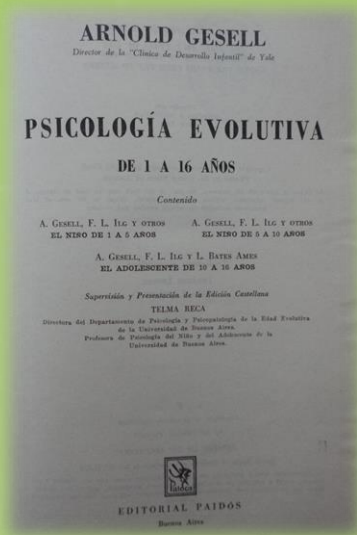 ARNOLD GESELL
Director de la "Clínica de Desarrollo Infantil" de Yale
PSICOLOGÍA EVOLUTIVA
DE 1 A 16 AÑOS
Contenido
A. GESELL, F. L. ILG Y OTROS
EL NIÑO DE 1 A 5 AÑOS
A. GESELL, F. L. ILG Y OTROS
EL NIÑO DE 5 A 10 AÑOS
A. GESELL, F. L. ILG Y L. BATES AMES
EL ADOLESCENTE DE 10 A 16 AÑOS
Supervisión y Presentación de la Edición Castellana
TELMA RECA
Directora del Departamento de Psicología y Psicopatología de la Edad Evolutiva
de la Universidad de Buenos Aires.
Profesora de Psicología del Niño y del Adolescente de la
Universidad de Buenos Aires.
Paidós
EDITORIAL PAIDÓS
Buenos Aires